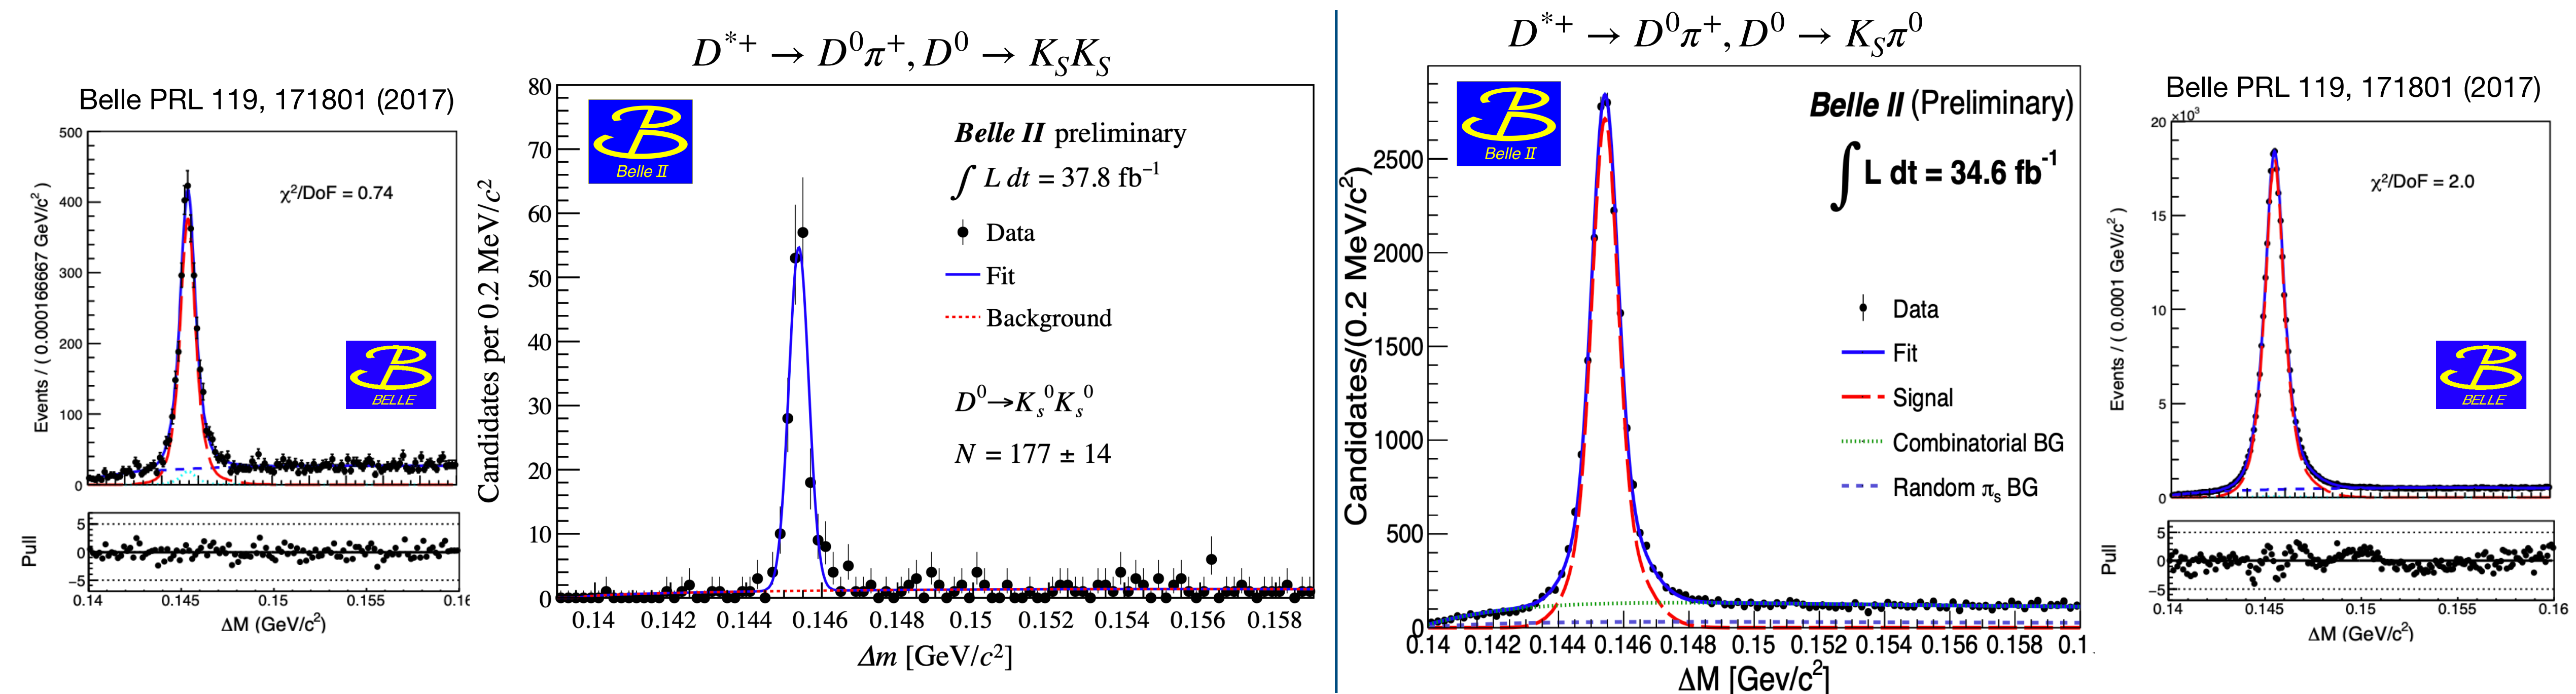 D*+ → D0π+, D0 → KSKS
Belle PRL 119, 171801 (2017)
500
400
300
200
100
0
Events / ( 0.000166667 GeV/c2 )
χ2/DoF = 0.74
B
BELLE
5
0
−5
Pull
0.14
0.145
0.15
0.155
0.16
ΔM (GeV/c2)
80
70
60
50
40
30
20
10
0
Candidates per 0.2 MeV/c2
B
Belle II
Belle II preliminary
∫ L dt = 37.8 fb−1
Data
Fit
Background
D0→Ks0Ks0
N = 177 ± 14
0.14
0.142
0.144
0.146
0.148
0.15
0.152
0.154
0.156
0.158
Δm [GeV/c2]
D*+ → D0π+, D0 → KSπ0
2500
2000
1500
1000
500
0
Candidates/(0.2 MeV/c2)
B
Belle II
Belle II (Preliminary)
∫L dt = 34.6 fb-1
Data
Fit
Signal
Combinatorial BG
Random πs BG
0.14
0.142
0.144
0.146
0.148
0.15
0.152
0.154
0.156
0.158
0.1
ΔM [Gev/c2]
Belle PRL 119, 171801 (2017)
×103
20
15
10
5
0
Events / ( 0.0001 GeV/c2 )
χ2/DoF = 2.0
B
BELLE
5
0
−5
Pull
0.14
0.145
0.15
0.155
0.16
ΔM (GeV/c2)